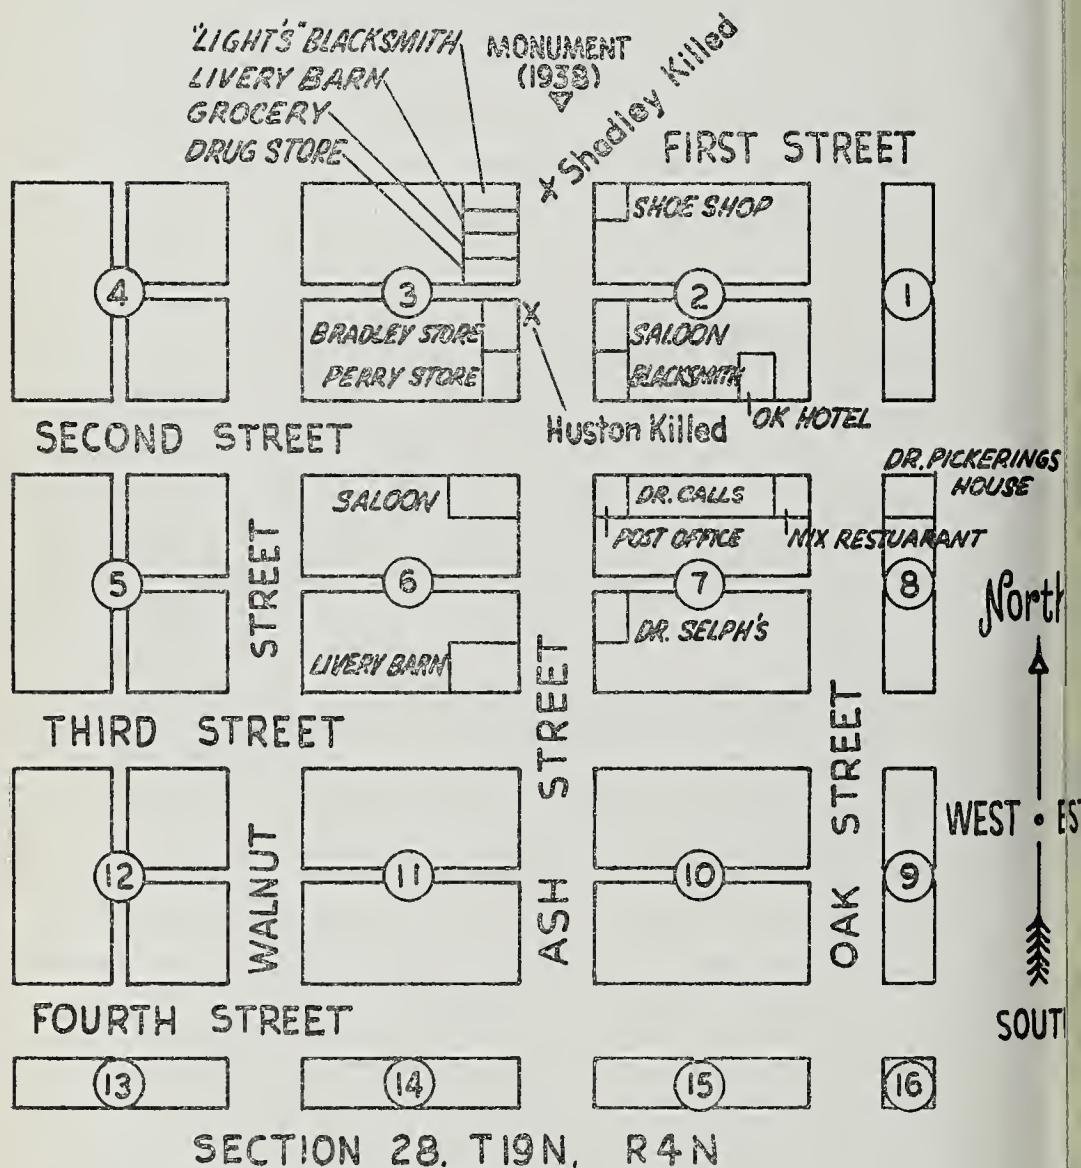 "LIGHT'S" BLACKSMITH
LIVERY BARN
GROCERY
DRUG STORE
MONUMENT
(1938)
X Shadley Killed
FIRST STREET
SHOE SHOP
4
3
2
1
BRADLEY STORE
PERRY STORE
X
SALOON
BLACKSMITH
OK HOTEL
Huston Killed
SECOND STREET
DR. PICKERINGS
HOUSE
SALOON
DR. CALLS
POST OFFICE
NIX RESTUARANT
5
6
7
8
North
STREET
LIVERY BARN
DR. SELPH'S
THIRD STREET
STREET
STREET
WEST
EST
12
11
10
9
WALNUT
ASH
OAK
FOURTH STREET
SOUT
13
14
15
16
SECTION 28, T19N, R4N